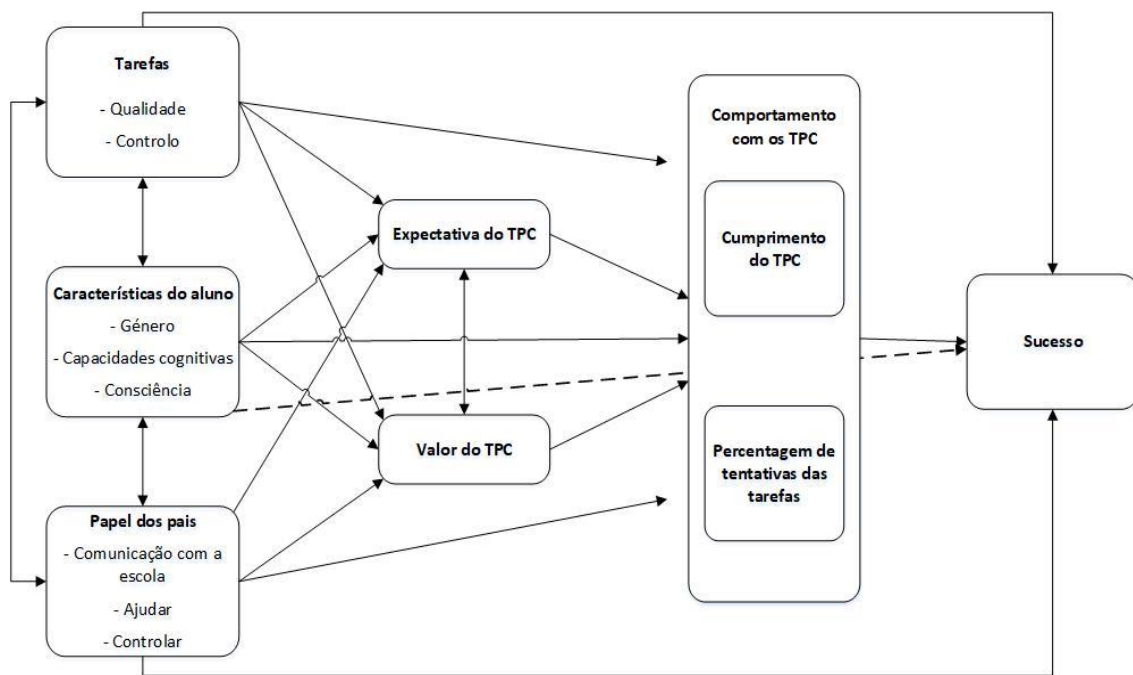 Tarefas
- Qualidade
- Controlo
Características do aluno
- Género
- Capacidades cognitivas
- Consciência
Papel dos pais
- Comunicação com a
escola
- Ajudar
- Controlar
Expectativa do TPC
Valor do TPC
Comportamento
com os TPC
Cumprimento
do TPC
Percentagem de
tentativas das
tarefas
Sucesso